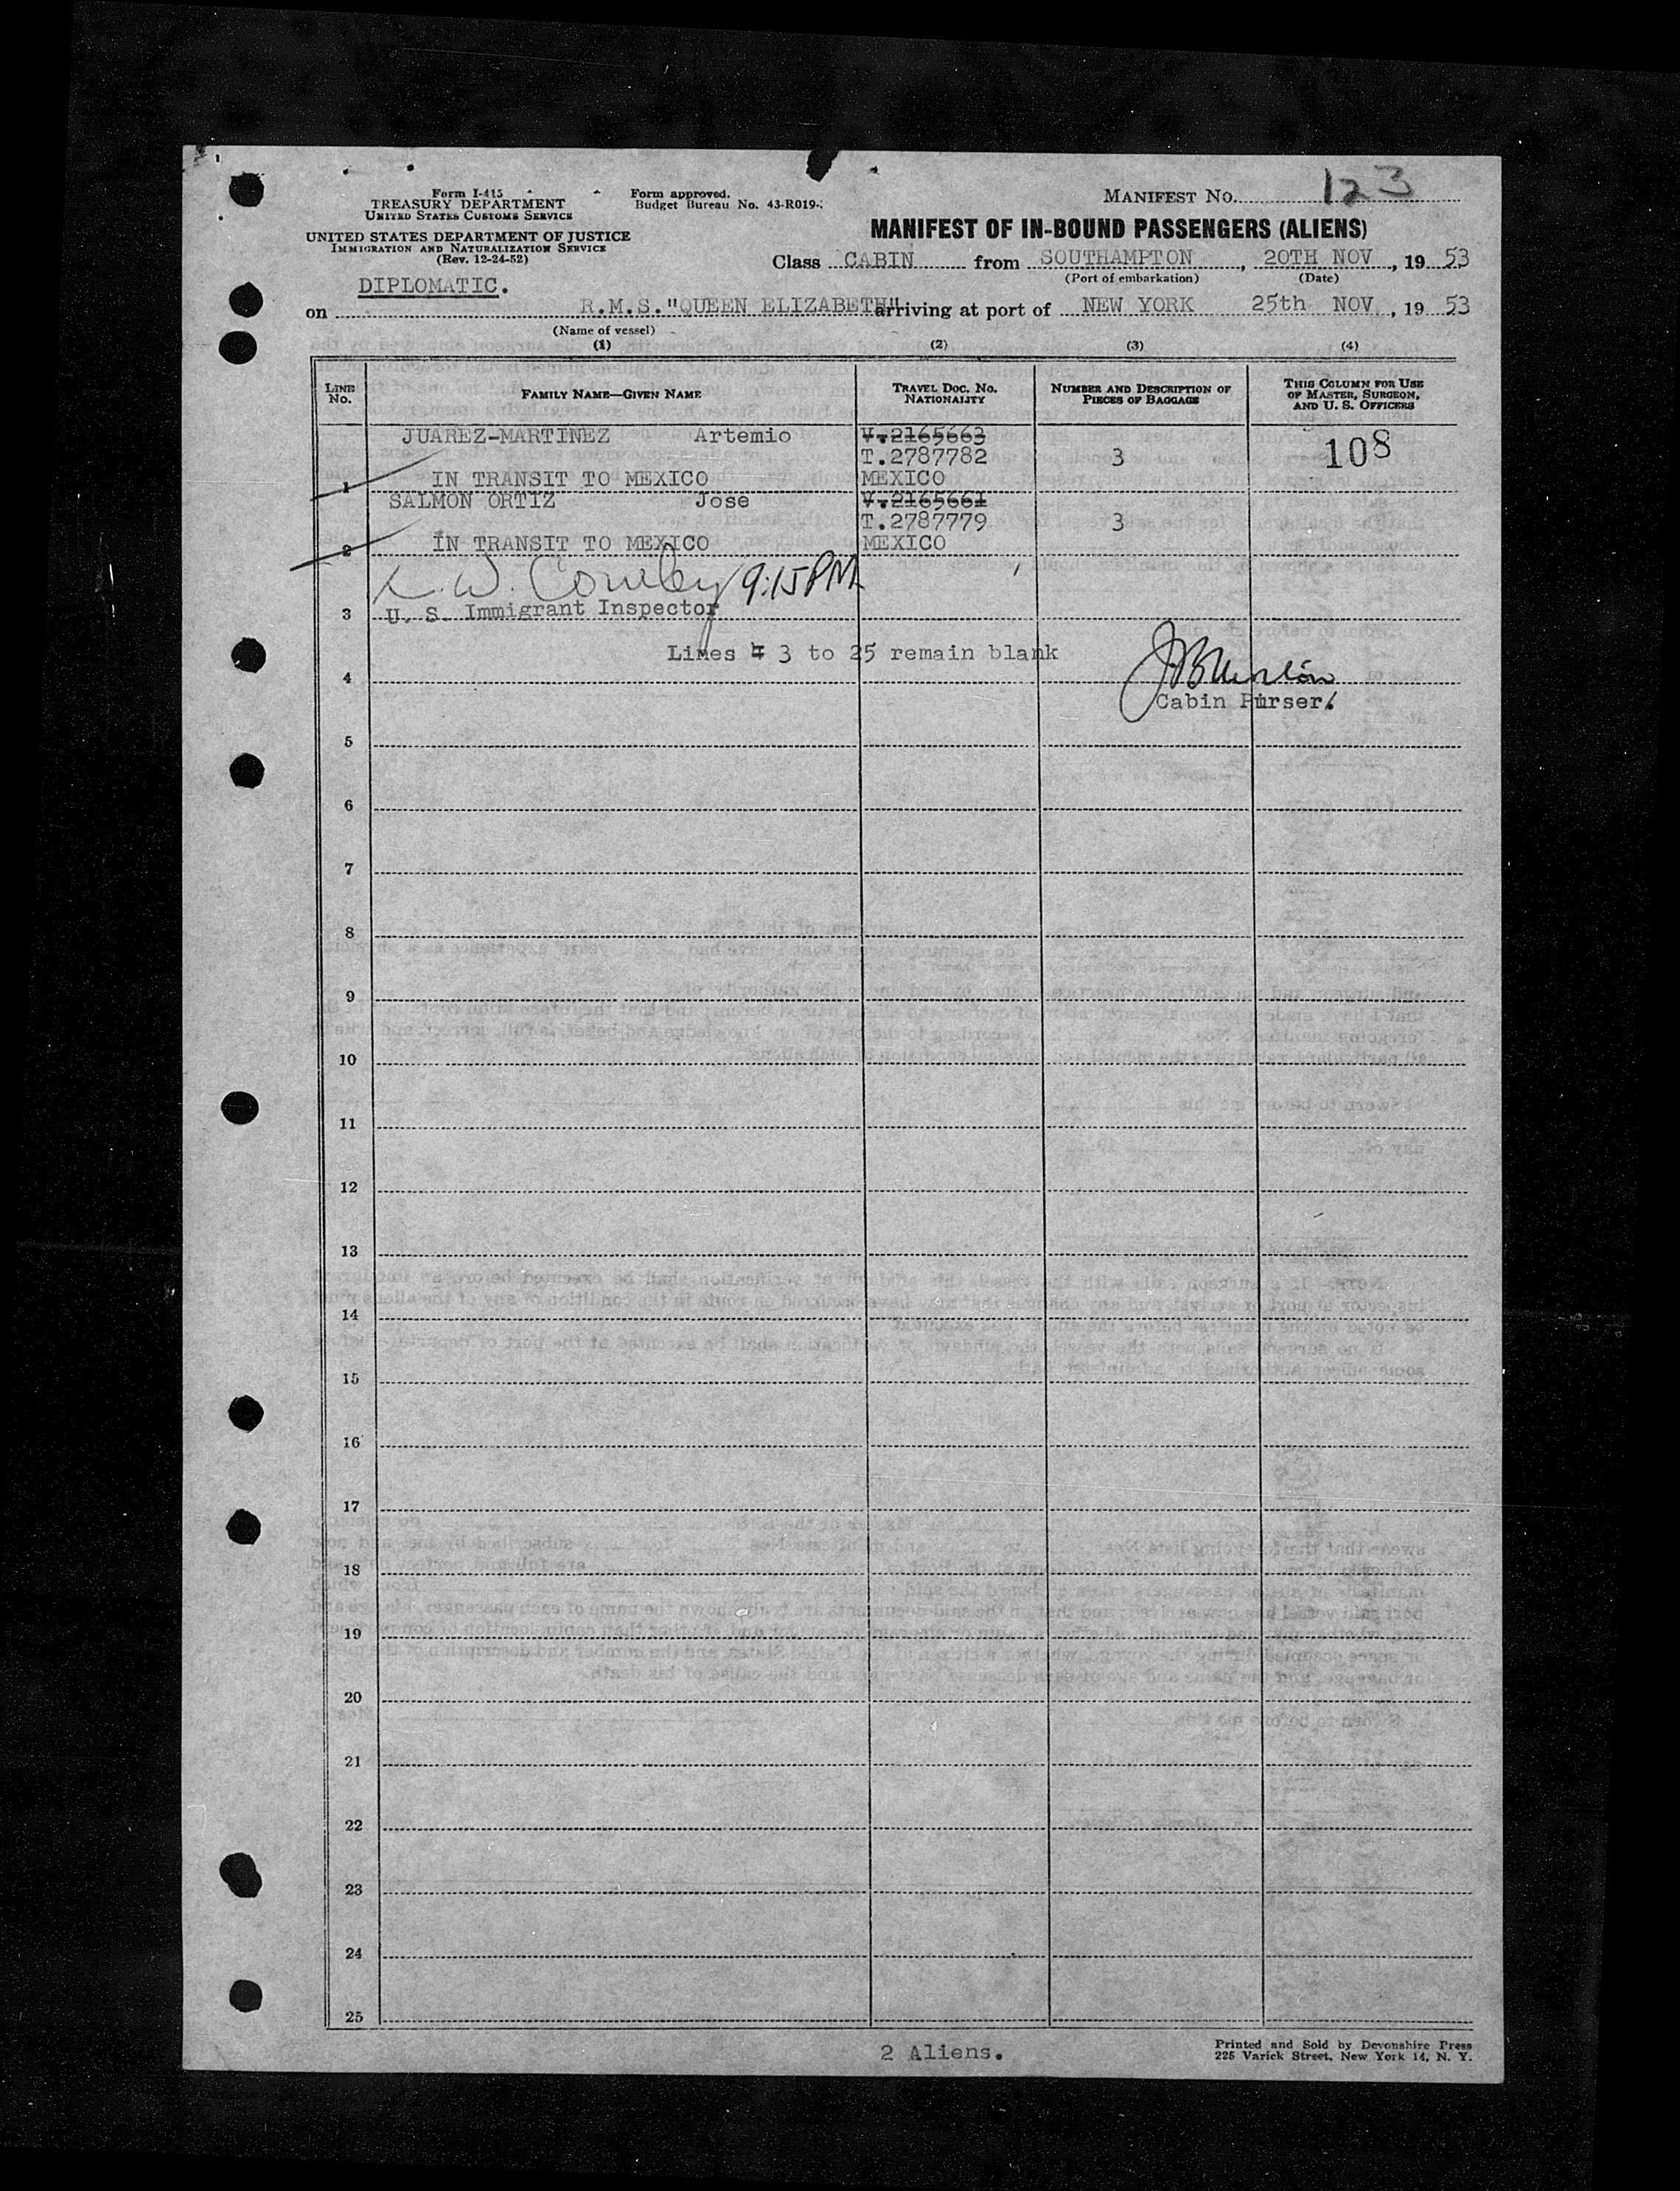 Form I-415
TREASURY DEPARTMENT
UNITED STATES CUSTOMS SERVICE
UNITED STATES DEPARTMENT OF JUSTICE
IMMIGRATION AND NATURALIZATION SERVICE
(Rev. 12-24-52)
Form approved.
Budget Bureau No. 43-R019-
MANIFEST NO. 123
MANIFEST OF IN-BOUND PASSENGERS (ALIENS)
Class CABIN from SOUTHAMPTON, 20TH NOV, 19 53
(Port of embarkation) (Date)
DIPLOMATIC.
on R.M.S."QUEEN ELIZABETH" arriving at port of NEW YORK 25th NOV, 19 53
(Name of vessel)
(1) (2) (3) (4)
LINE NO. FAMILY NAME—GIVEN NAME TRAVEL DOC. NO. NATIONALITY NUMBER AND DESCRIPTION OF PIECES OF BAGGAGE THIS COLUMN FOR USE OF MASTER, SURGEON, AND U. S. OFFICERS
JUAREZ-MARTINEZ Artemio V.2165663
T.2787782 3 108
1 IN TRANSIT TO MEXICO MEXICO
SALMON ORTIZ Jose V.2165661
T.2787779 3
2 IN TRANSIT TO MEXICO MEXICO
9:15 PM
3 U. S. Immigrant Inspector
Lines 3 to 25 remain blank
4
Cabin Purser.
5
6
7
8
9
10
11
12
13
14
15
16
17
18
19
20
21
22
23
24
25
2 Aliens.
Printed and Sold by Devonshire Press
225 Varick Street, New York 14, N. Y.